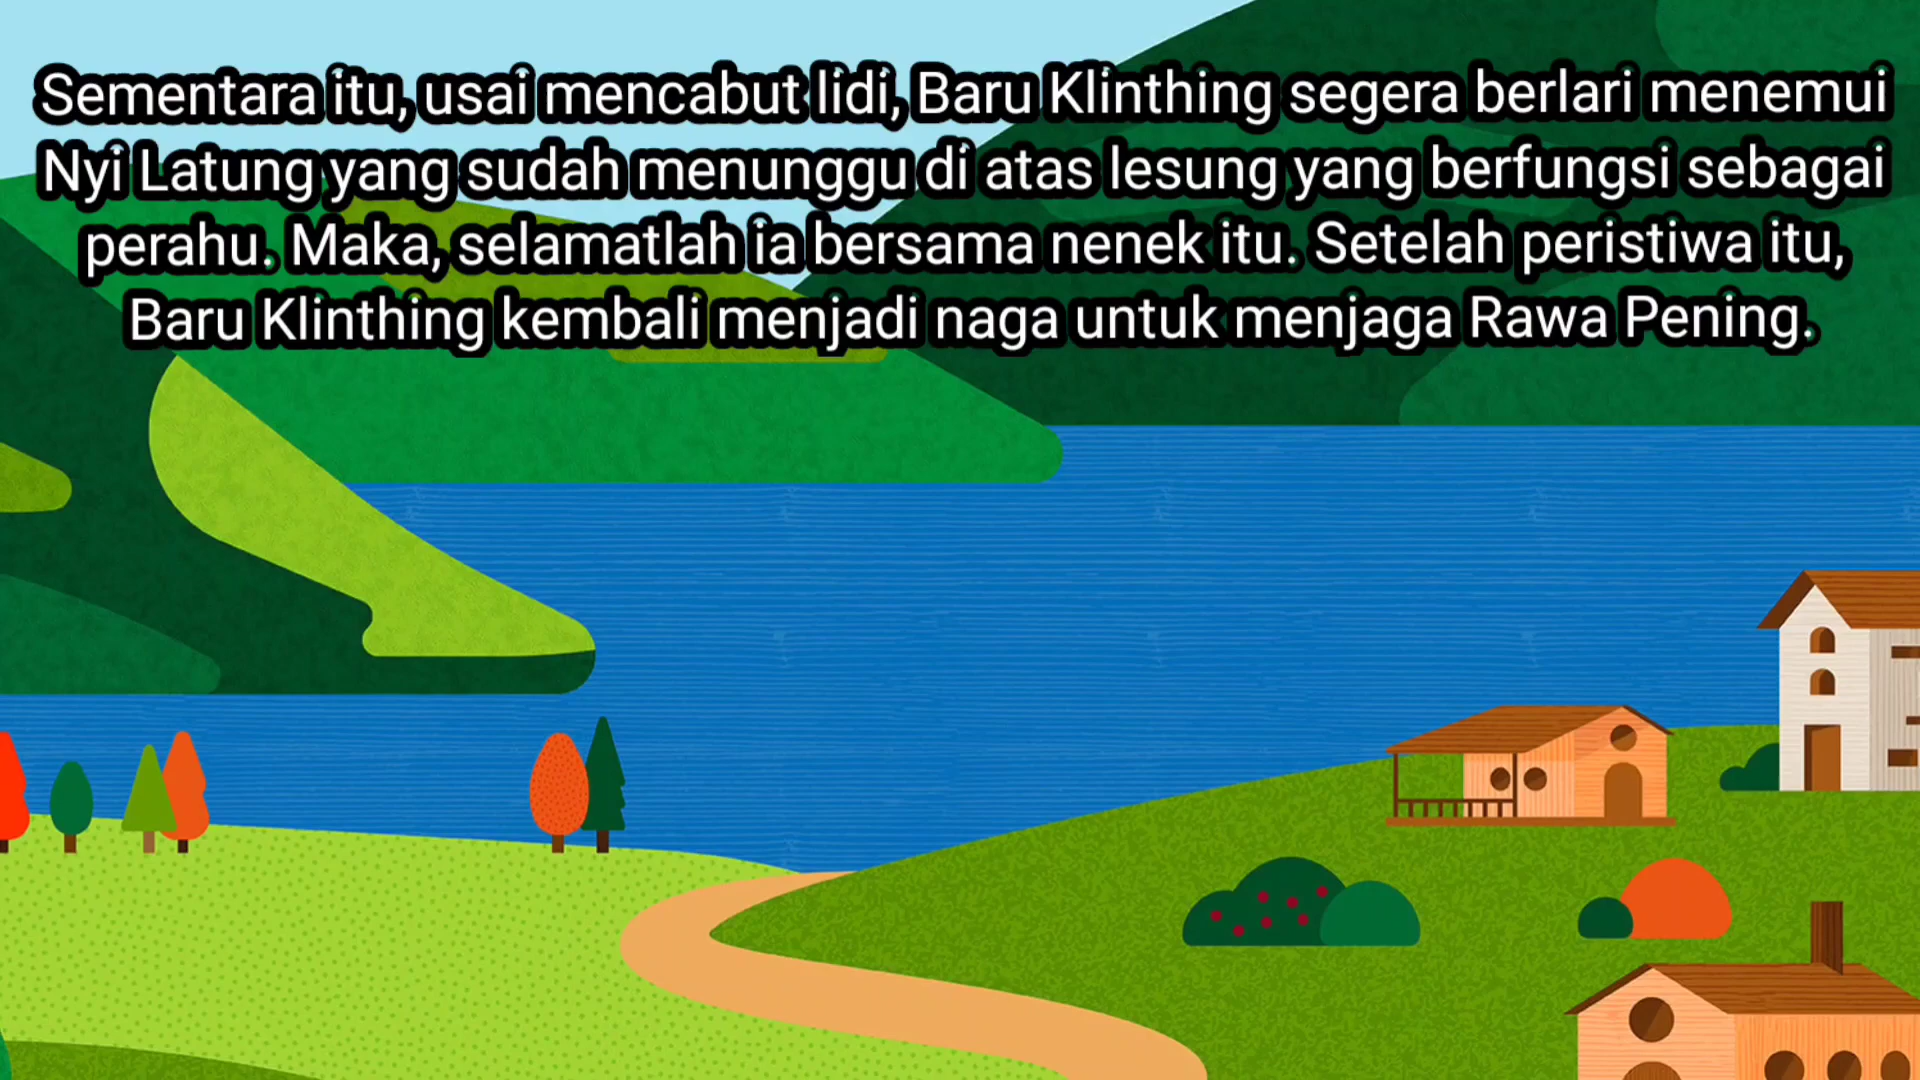 Sementara itu, usai mencabut lidi, Baru Klinthing segera berlari menemui
Nyi Latung yang sudah menunggu di atas lesung yang berfungsi sebagai
perahu. Maka, selamatlah ia bersama nenek itu. Setelah peristiwa itu,
Baru Klinthing kembali menjadi naga untuk menjaga Rawa Pening.